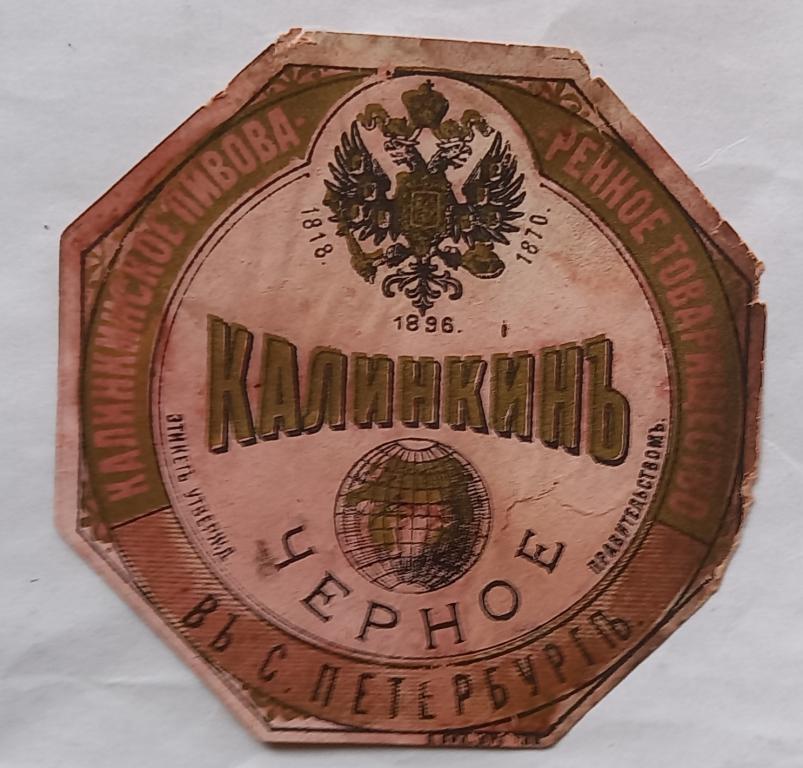 КАЛИНКИНСКОЕ ПИВОВА-
-РЕННОЕ ТОВАРИЩЕСТВО
1818.
1870.
1896.
КАЛИНКИНЪ
ЭТИКЕТЪ УТВЕРЖД.
ПРАВИТЕЛЬСТВОМЪ.
ЧЕРНОЕ
ВЪ С. ПЕТЕРБУРГѢ.